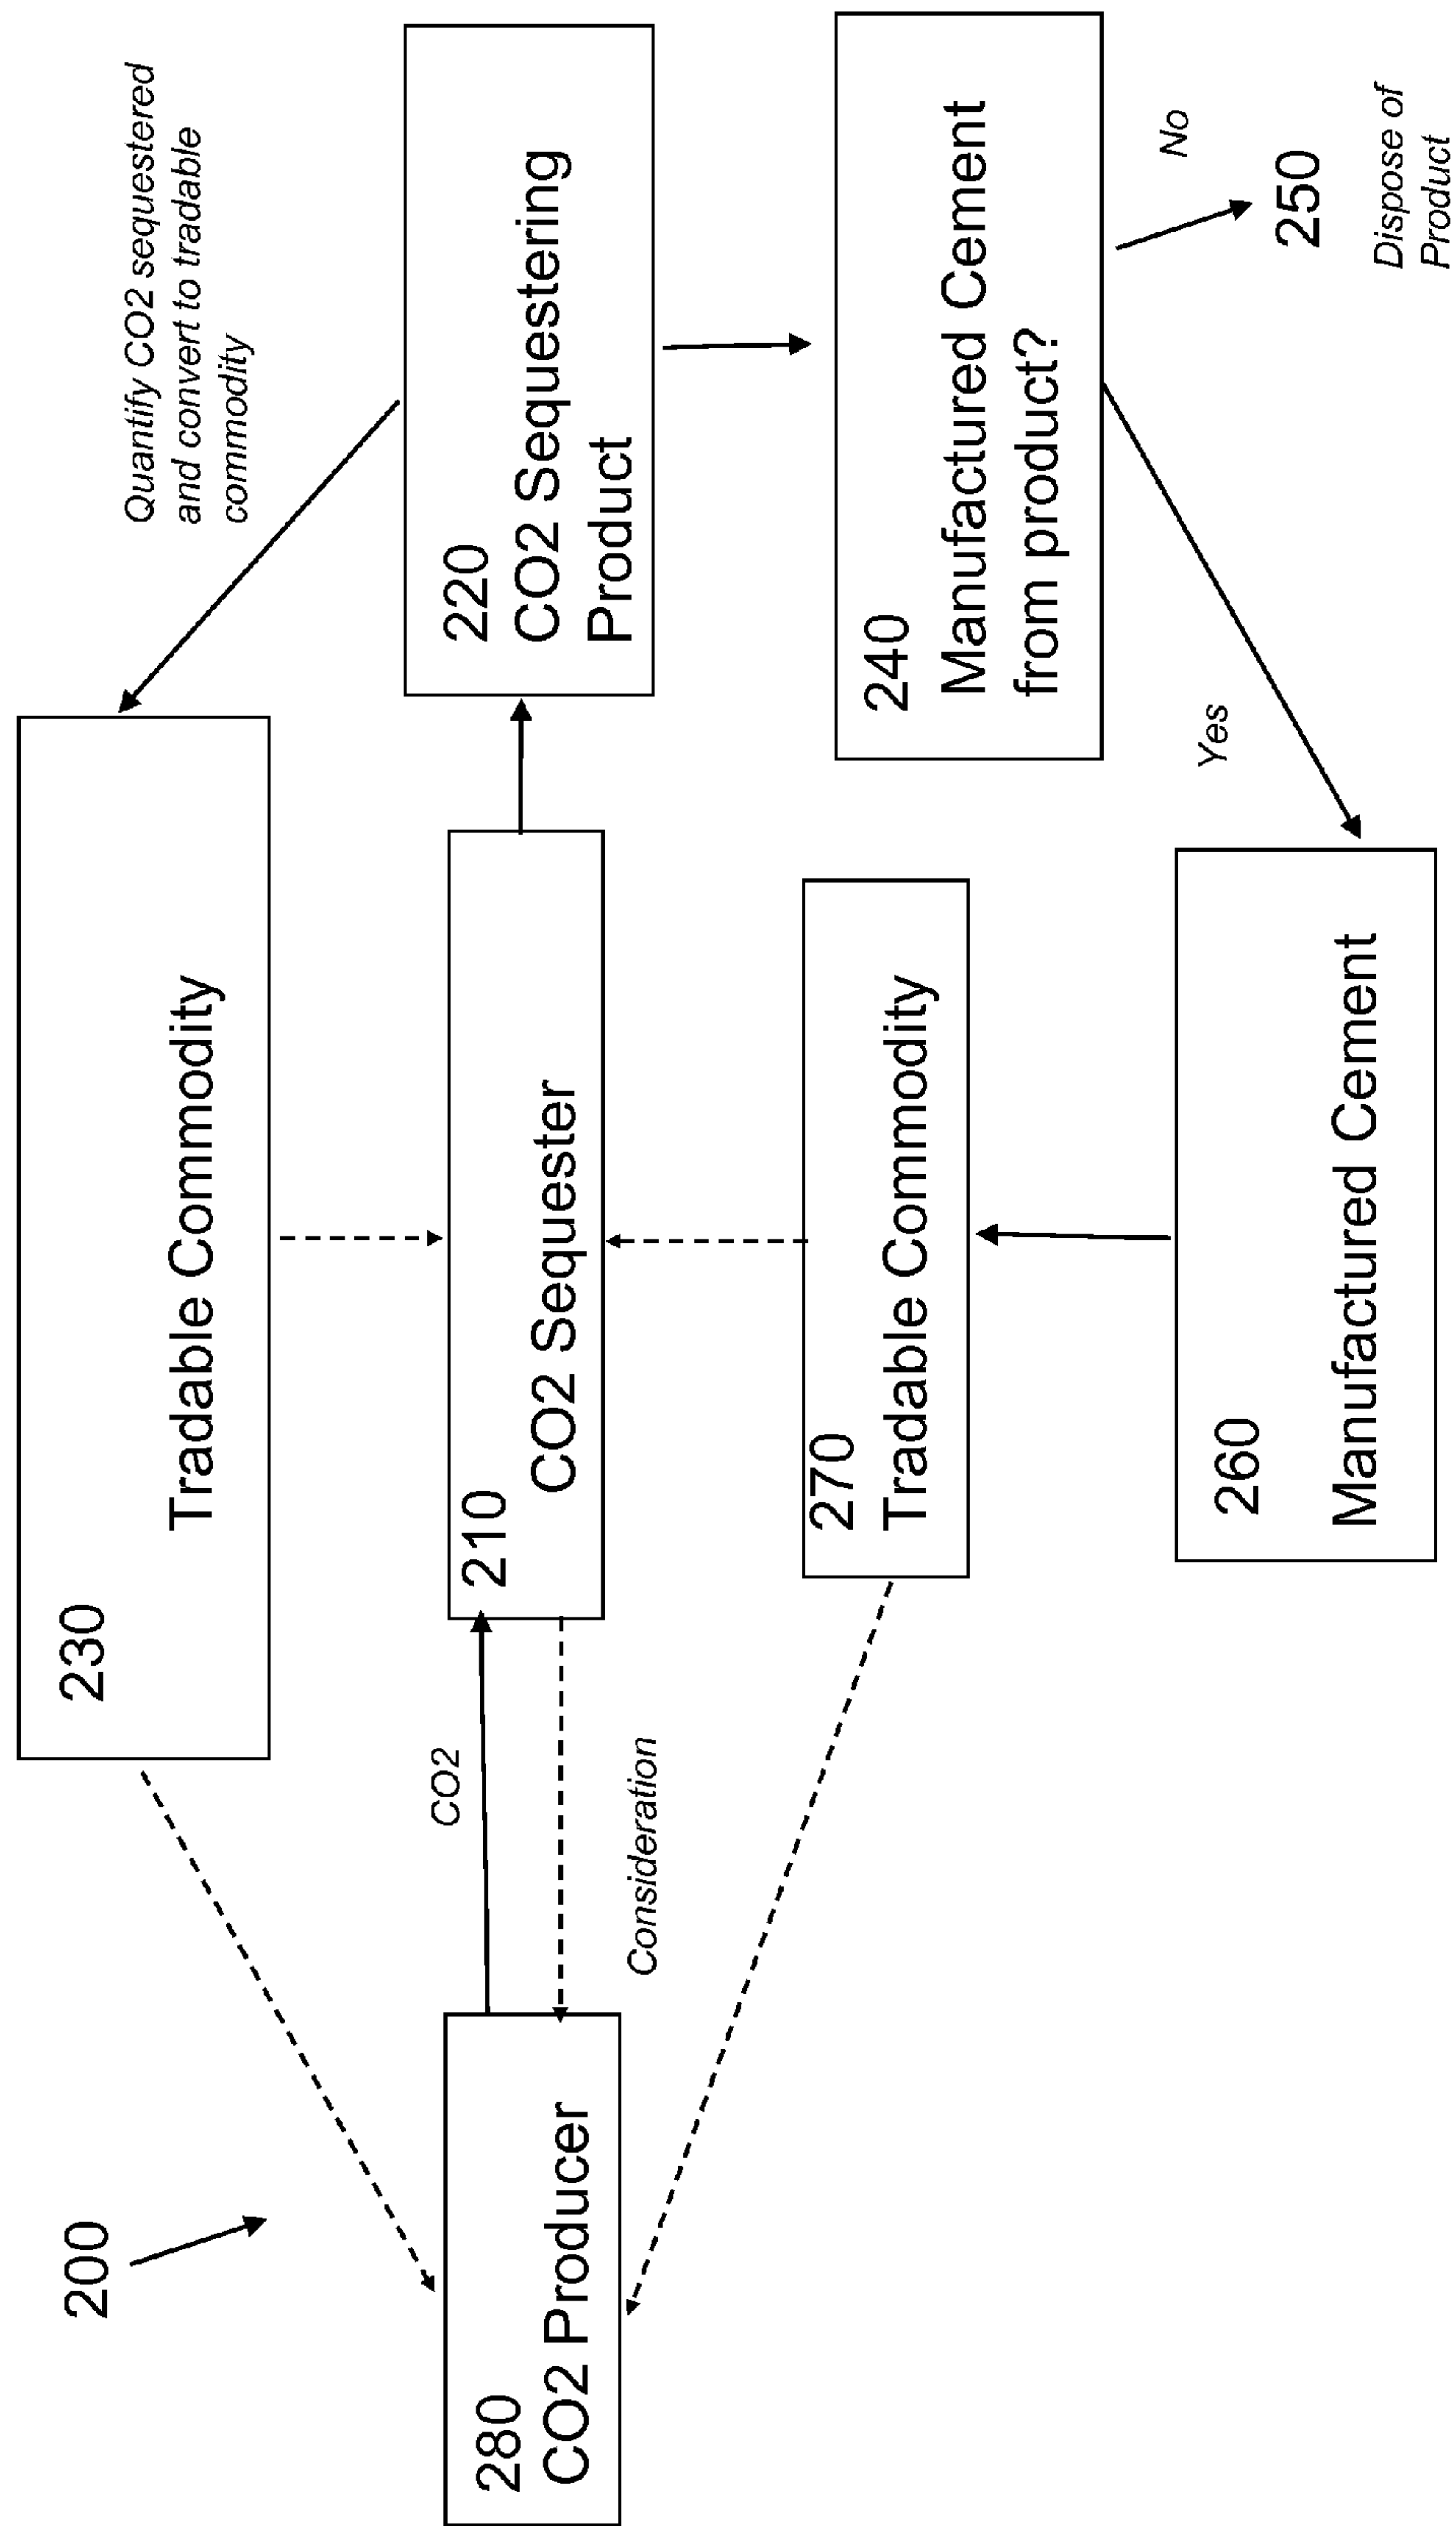 200
230
Tradable Commodity
Quantify CO2 sequestered
and convert to tradable
commodity
280
CO2 Producer
CO2
Consideration
210
CO2 Sequester
220
CO2 Sequestering
Product
270
Tradable Commodity
240
Manufactured Cement
from product?
Yes
No
250
Dispose of
Product
260
Manufactured Cement